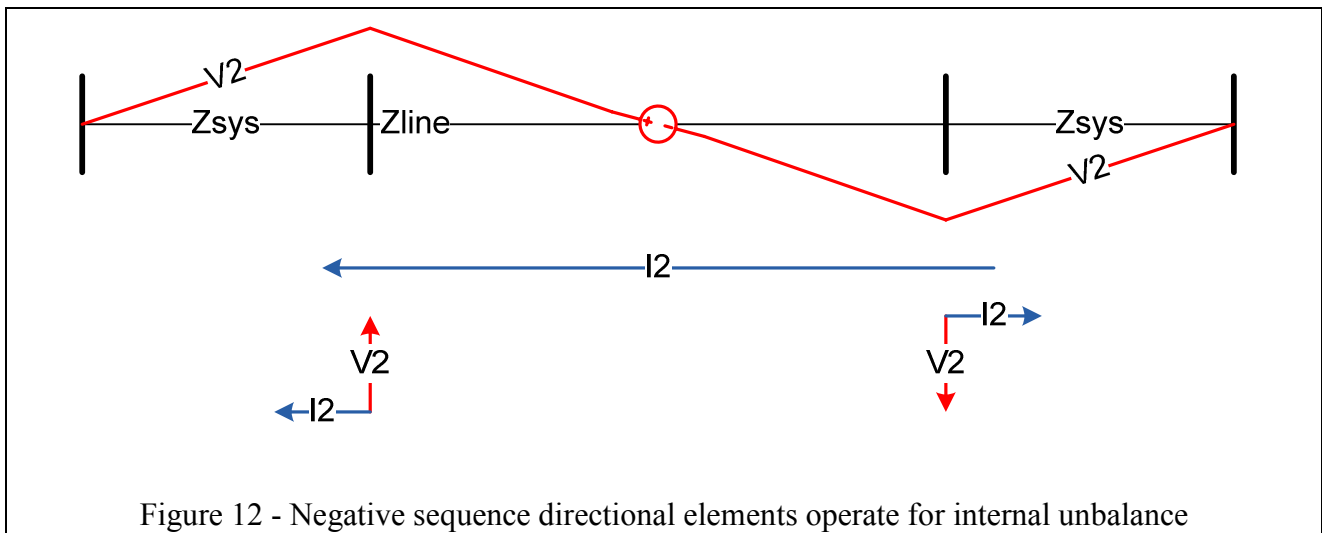 V2
Zsys
Zline
+
-
Zsys
V2
I2
I2
V2
V2
I2
Figure 12 - Negative sequence directional elements operate for internal unbalance